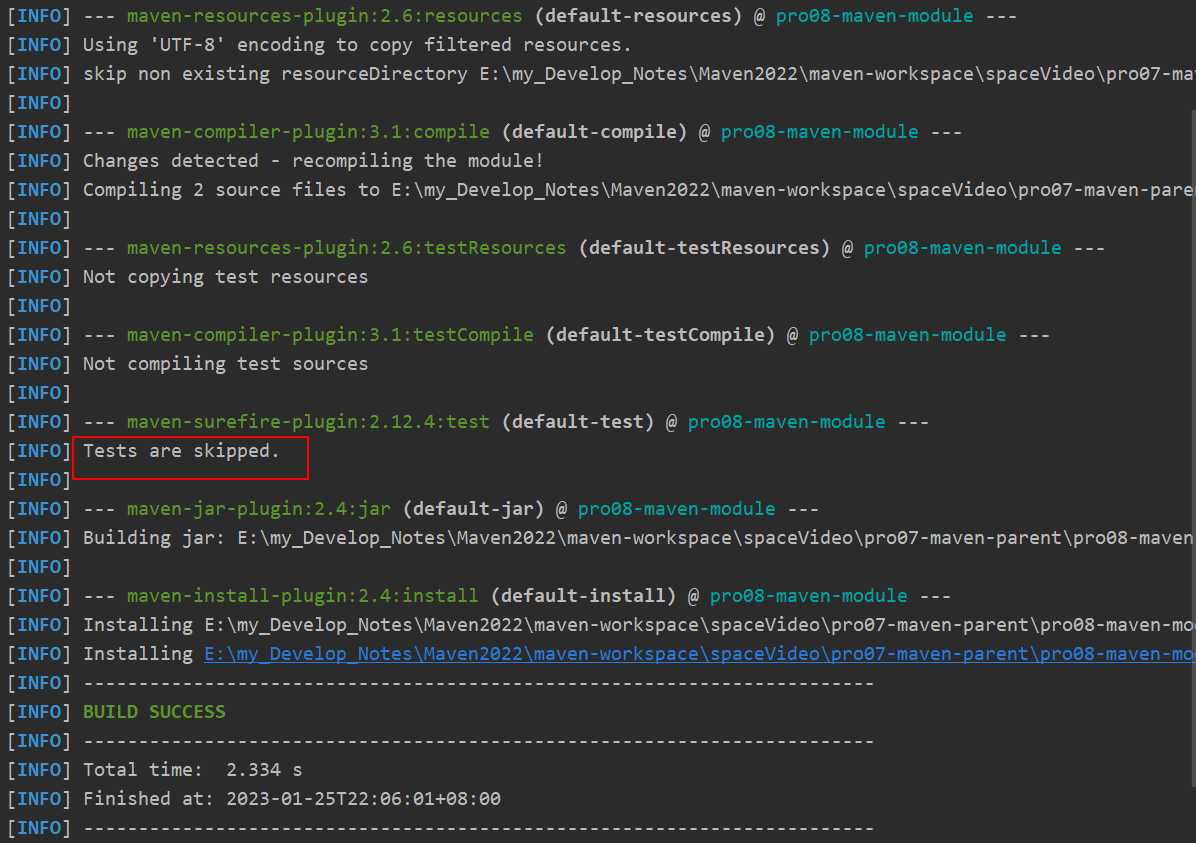 [INFO] --- maven-resources-plugin:2.6:resources (default-resources) @ pro08-maven-module ---
[INFO] Using 'UTF-8' encoding to copy filtered resources.
[INFO] skip non existing resourceDirectory E:\my_Develop_Notes\Maven2022\maven-workspace\spaceVideo\pro07-ma
[INFO]
[INFO] --- maven-compiler-plugin:3.1:compile (default-compile) @ pro08-maven-module ---
[INFO] Changes detected - recompiling the module!
[INFO] Compiling 2 source files to E:\my_Develop_Notes\Maven2022\maven-workspace\spaceVideo\pro07-maven-pare
[INFO]
[INFO] --- maven-resources-plugin:2.6:testResources (default-testResources) @ pro08-maven-module ---
[INFO] Not copying test resources
[INFO]
[INFO] --- maven-compiler-plugin:3.1:testCompile (default-testCompile) @ pro08-maven-module ---
[INFO] Not compiling test sources
[INFO]
[INFO] --- maven-surefire-plugin:2.12.4:test (default-test) @ pro08-maven-module ---
[INFO] Tests are skipped.
[INFO]
[INFO] --- maven-jar-plugin:2.4:jar (default-jar) @ pro08-maven-module ---
[INFO] Building jar: E:\my_Develop_Notes\Maven2022\maven-workspace\spaceVideo\pro07-maven-parent\pro08-maven
[INFO]
[INFO] --- maven-install-plugin:2.4:install (default-install) @ pro08-maven-module ---
[INFO] Installing E:\my_Develop_Notes\Maven2022\maven-workspace\spaceVideo\pro07-maven-parent\pro08-maven-mo
[INFO] Installing E:\my_Develop_Notes\Maven2022\maven-workspace\spaceVideo\pro07-maven-parent\pro08-maven-mo
[INFO] ------------------------------------------------------------------------
[INFO] BUILD SUCCESS
[INFO] ------------------------------------------------------------------------
[INFO] Total time:  2.334 s
[INFO] Finished at: 2023-01-25T22:06:01+08:00
[INFO] ------------------------------------------------------------------------